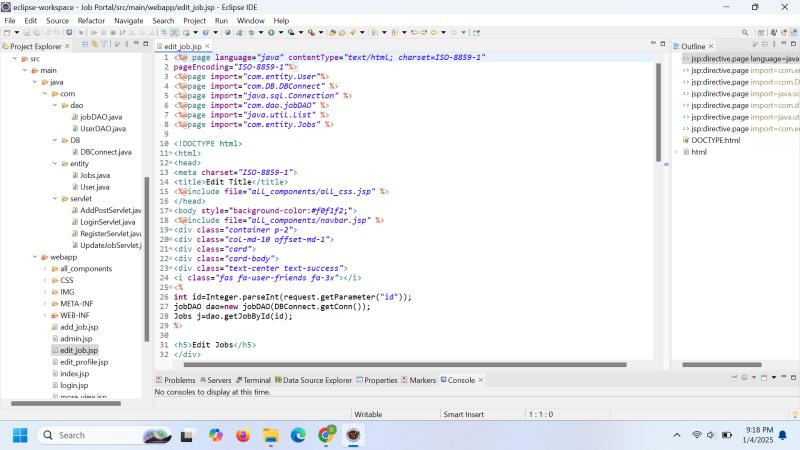 eclipse-workspace - Job Portal/src/main/webapp/edit_job.jsp - Eclipse IDE
File Edit Source Refactor Navigate Search Project Run Window Help
Project Explorer
src
main
java
com
dao
jobDAO.java
UserDAO.java
DB
DBConnect.java
entity
Jobs.java
User.java
servlet
AddPostServlet.java
LoginServlet.java
RegisterServlet.java
UpdateJobServlet.j
webapp
all_components
CSS
IMG
META-INF
WEB-INF
add_job.jsp
admin.jsp
edit_job.jsp
edit_profile.jsp
index.jsp
login.jsp
more_view.jsp
edit_job.jsp
1 <%@ page language="java" contentType="text/html; charset=ISO-8859-1"
2 pageEncoding="ISO-8859-1"%>
3 <%@page import="com.entity.User"%>
4 <%@page import="com.DB.DBConnect" %>
5 <%@page import="java.sql.Connection" %>
6 <%@page import="com.dao.jobDAO" %>
7 <%@page import="java.util.List" %>
8 <%@page import="com.entity.Jobs" %>
9
10 <!DOCTYPE html>
11 <html>
12 <head>
13 <meta charset="ISO-8859-1">
14 <title>Edit Title</title>
15 <%@include file="all_components/all_css.jsp" %>
16 </head>
17 <body style="background-color:#f0f1f2;">
18 <%@include file="all_components/navbar.jsp" %>
19 <div class="container p-2">
20 <div class="col-md-10 offset-md-1">
21 <div class="card">
22 <div class="card-body">
23 <div class="text-center text-success">
24 <i class="fas fa-user-friends fa-3x"></i>
25 <%
26 int id=Integer.parseInt(request.getParameter("id"));
27 jobDAO dao=new jobDAO(DBConnect.getConn());
28 Jobs j=dao.getJobById(id);
29 %>
30
31 <h5>Edit Jobs</h5>
32 </div>
Outline
jsp:directive.page language=java
jsp:directive.page import=com.e
jsp:directive.page import=com.D
jsp:directive.page import=java.sc
jsp:directive.page import=com.d
jsp:directive.page import=java.ut
jsp:directive.page import=com.e
DOCTYPE:html
html
Problems Servers Terminal Data Source Explorer Properties Markers Console
No consoles to display at this time.
Writable Smart Insert 1 : 1 : 0
Search
9:18 PM
1/4/2025